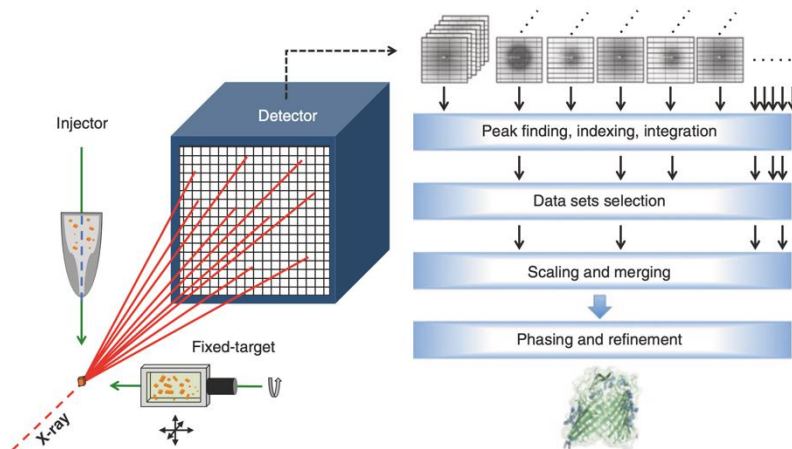 Injector
Detector
Fixed-target
X-ray
Peak finding, indexing, integration
Data sets selection
Scaling and merging
Phasing and refinement